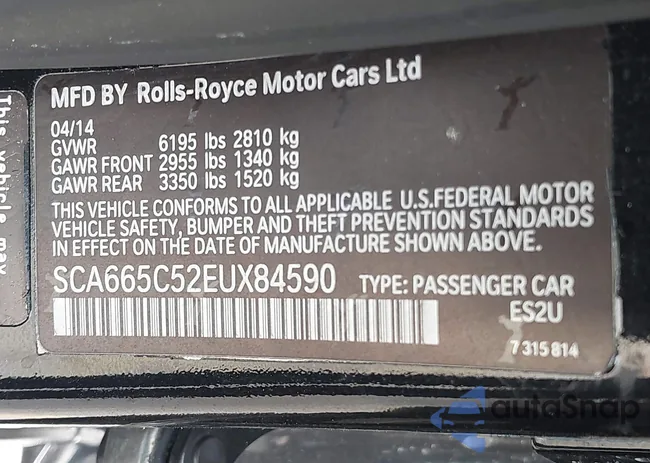 This vehicle may
MFD BY Rolls-Royce Motor Cars Ltd
04/14
GVWR 6195 lbs 2810 kg
GAWR FRONT 2955 lbs 1340 kg
GAWR REAR 3350 lbs 1520 kg
THIS VEHICLE CONFORMS TO ALL APPLICABLE U.S.FEDERAL MOTOR
VEHICLE SAFETY, BUMPER AND THEFT PREVENTION STANDARDS
IN EFFECT ON THE DATE OF MANUFACTURE SHOWN ABOVE.
SCA665C52EUX84590 TYPE: PASSENGER CAR
ES2U
7 315 814
autoSnap